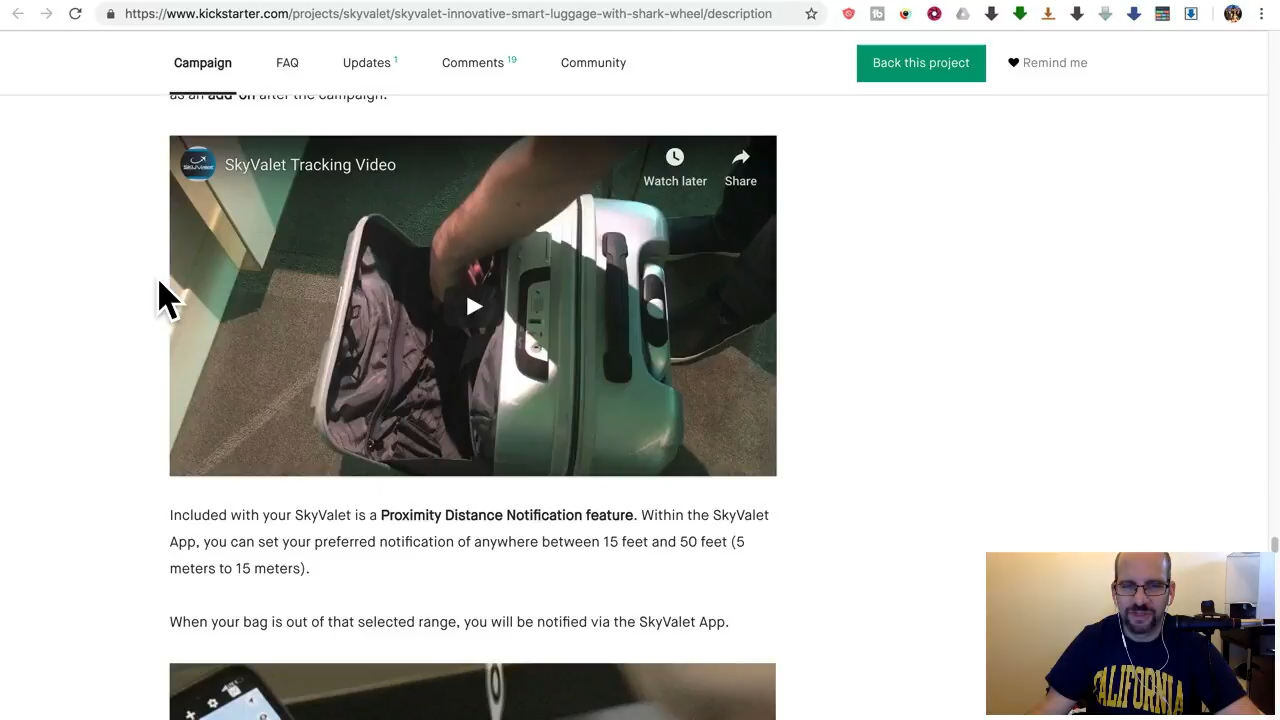 https://www.kickstarter.com/projects/skyvalet/skyvalet-innovative-smart-luggage-with-shark-wheel/description
Campaign FAQ Updates 1 Comments 19 Community Back this project Remind me
as an add-on after the campaign.
SkyValet Tracking Video
Watch later Share
Included with your SkyValet is a Proximity Distance Notification feature. Within the SkyValet
App, you can set your preferred notification of anywhere between 15 feet and 50 feet (5
meters to 15 meters).
When your bag is out of that selected range, you will be notified via the SkyValet App.
CALIFORNIA